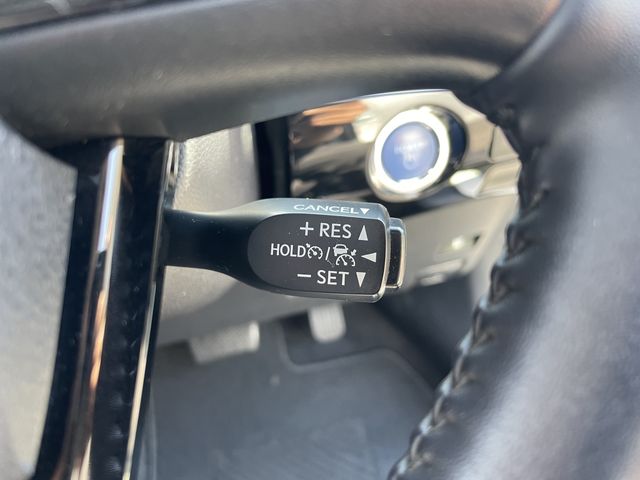 CANCEL▼
+ RES ▲
HOLD / ◀
− SET ▼